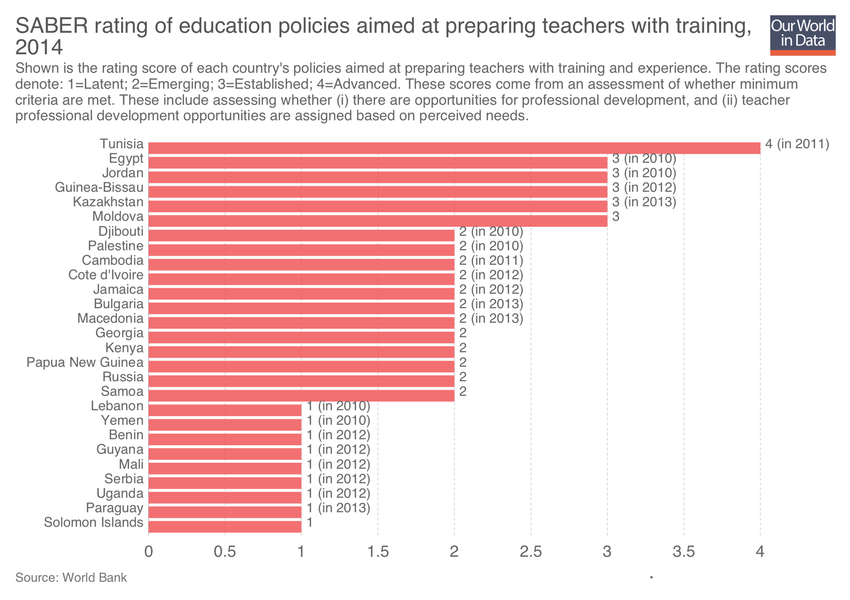 SABER rating of education policies aimed at preparing teachers with training,
2014
Our World
in Data
Shown is the rating score of each country's policies aimed at preparing teachers with training and experience. The rating scores
denote: 1=Latent; 2=Emerging; 3=Established; 4=Advanced. These scores come from an assessment of whether minimum
criteria are met. These include assessing whether (i) there are opportunities for professional development, and (ii) teacher
professional development opportunities are assigned based on perceived needs.
Tunisia 4 (in 2011)
Egypt 3 (in 2010)
Jordan 3 (in 2010)
Guinea-Bissau 3 (in 2012)
Kazakhstan 3 (in 2013)
Moldova 3
Djibouti 2 (in 2010)
Palestine 2 (in 2010)
Cambodia 2 (in 2011)
Cote d'Ivoire 2 (in 2012)
Jamaica 2 (in 2012)
Bulgaria 2 (in 2013)
Macedonia 2 (in 2013)
Georgia 2
Kenya 2
Papua New Guinea 2
Russia 2
Samoa 2
Lebanon 1 (in 2010)
Yemen 1 (in 2010)
Benin 1 (in 2012)
Guyana 1 (in 2012)
Mali 1 (in 2012)
Serbia 1 (in 2012)
Uganda 1 (in 2012)
Paraguay 1 (in 2013)
Solomon Islands 1
0 0.5 1 1.5 2 2.5 3 3.5 4
Source: World Bank